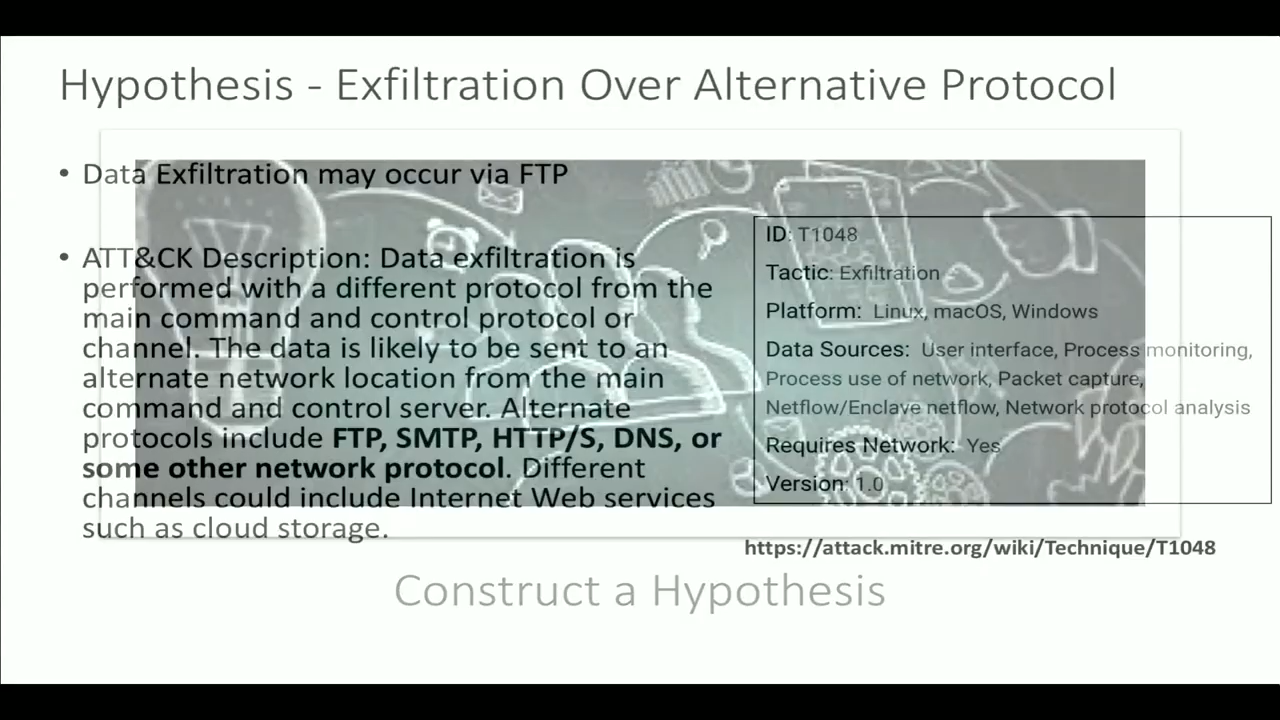 Hypothesis - Exfiltration Over Alternative Protocol
• Data Exfiltration may occur via FTP
• ATT&CK Description: Data exfiltration is
performed with a different protocol from the
main command and control protocol or
channel. The data is likely to be sent to an
alternate network location from the main
command and control server. Alternate
protocols include FTP, SMTP, HTTP/S, DNS, or
some other network protocol. Different
channels could include Internet Web services
such as cloud storage.
ID: T1048
Tactic: Exfiltration
Platform: Linux, macOS, Windows
Data Sources: User interface, Process monitoring,
Process use of network, Packet capture,
Netflow/Enclave netflow, Network protocol analysis
Requires Network: Yes
Version: 1.0
https://attack.mitre.org/wiki/Technique/T1048
Construct a Hypothesis